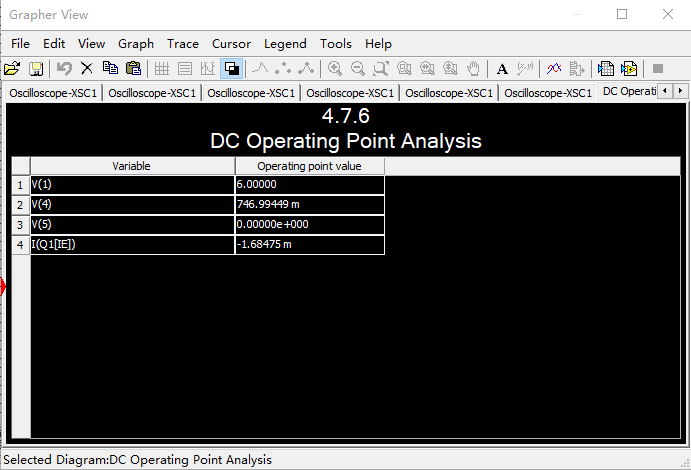 Grapher View
File Edit View Graph Trace Cursor Legend Tools Help
A
Oscilloscope-XSC1 Oscilloscope-XSC1 Oscilloscope-XSC1 Oscilloscope-XSC1 Oscilloscope-XSC1 Oscilloscope-XSC1 DC Operati
4.7.6
DC Operating Point Analysis
Variable Operating point value
1 V(1) 6.00000
2 V(4) 746.99449 m
3 V(5) 0.00000e+000
4 I(Q1[IE]) -1.68475 m
Selected Diagram:DC Operating Point Analysis